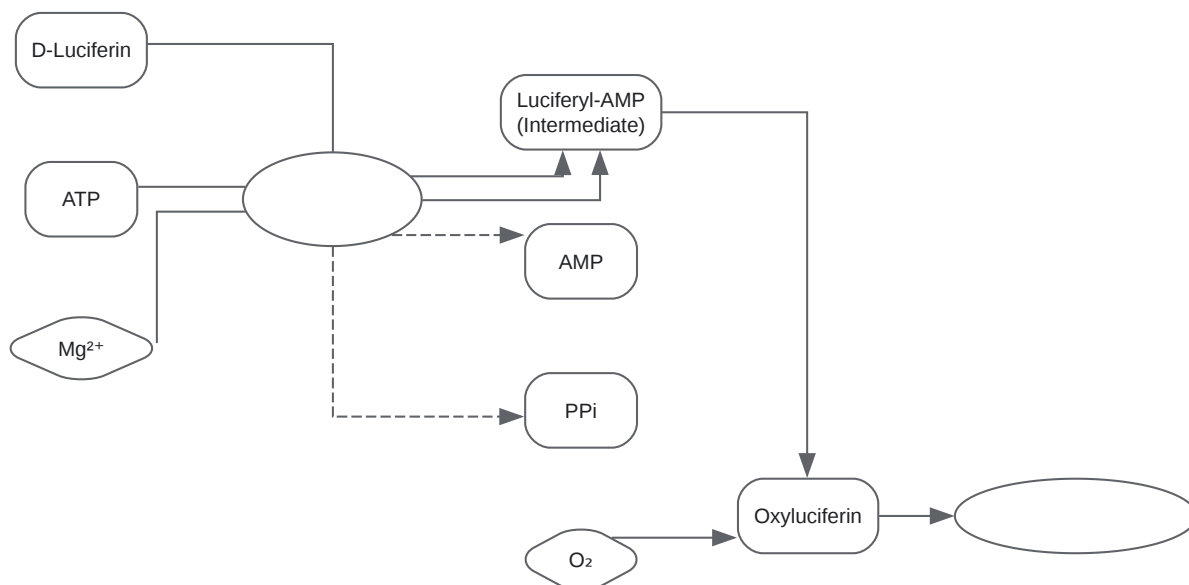 D-Luciferin
Luciferyl-AMP
(Intermediate)
ATP
AMP
Mg²⁺
PPi
Oxyluciferin
O₂